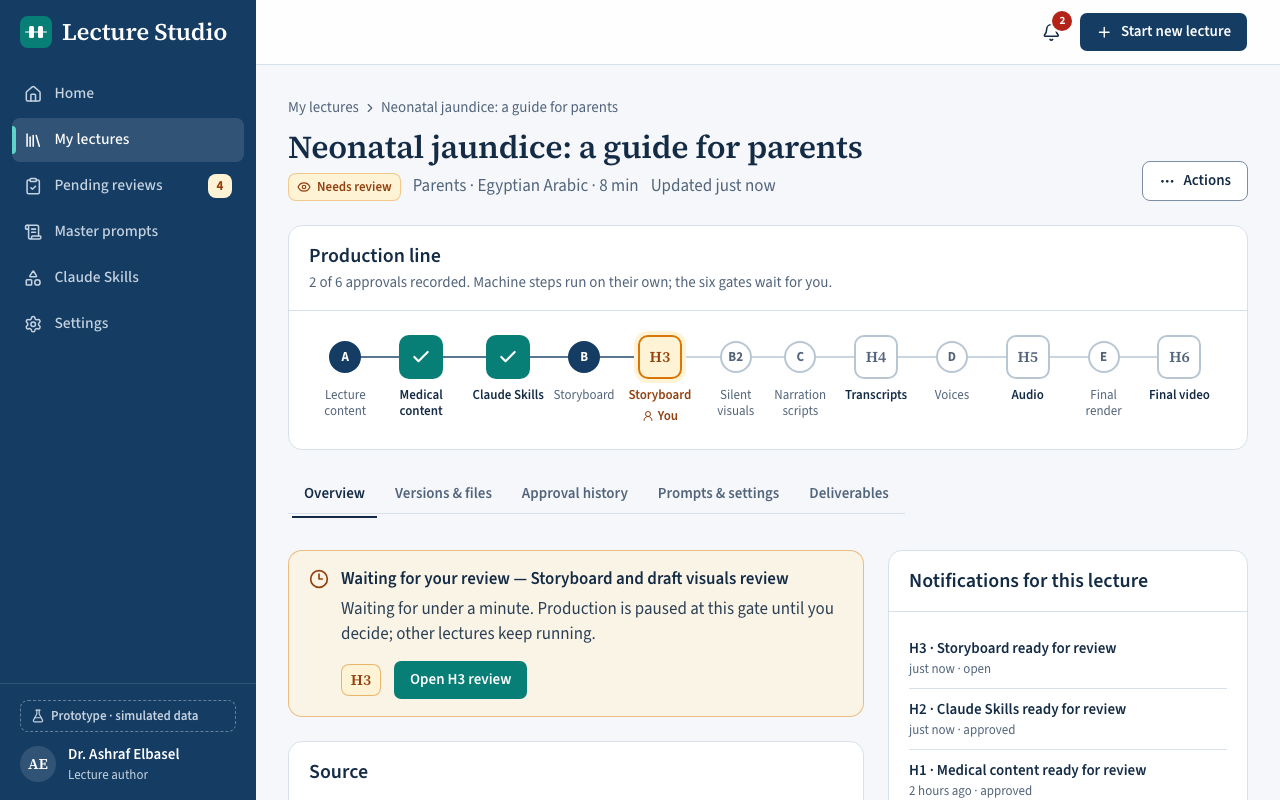 Lecture Studio
Home
My lectures
Pending reviews
4
Master prompts
Claude Skills
Settings
Prototype · simulated data
AE
Dr. Ashraf Elbasel
Lecture author
2
Start new lecture
My lectures > Neonatal jaundice: a guide for parents
Neonatal jaundice: a guide for parents
Needs review
Parents · Egyptian Arabic · 8 min Updated just now
Actions
Production line
2 of 6 approvals recorded. Machine steps run on their own; the six gates wait for you.
A
Lecture
content
Medical
content
Claude Skills
B
Storyboard
H3
Storyboard
You
B2
Silent
visuals
C
Narration
scripts
H4
Transcripts
D
Voices
H5
Audio
E
Final
render
H6
Final video
Overview
Versions & files
Approval history
Prompts & settings
Deliverables
Waiting for your review — Storyboard and draft visuals review
Waiting for under a minute. Production is paused at this gate until you
decide; other lectures keep running.
H3
Open H3 review
Source
Notifications for this lecture
H3 · Storyboard ready for review
just now · open
H2 · Claude Skills ready for review
just now · approved
H1 · Medical content ready for review
2 hours ago · approved